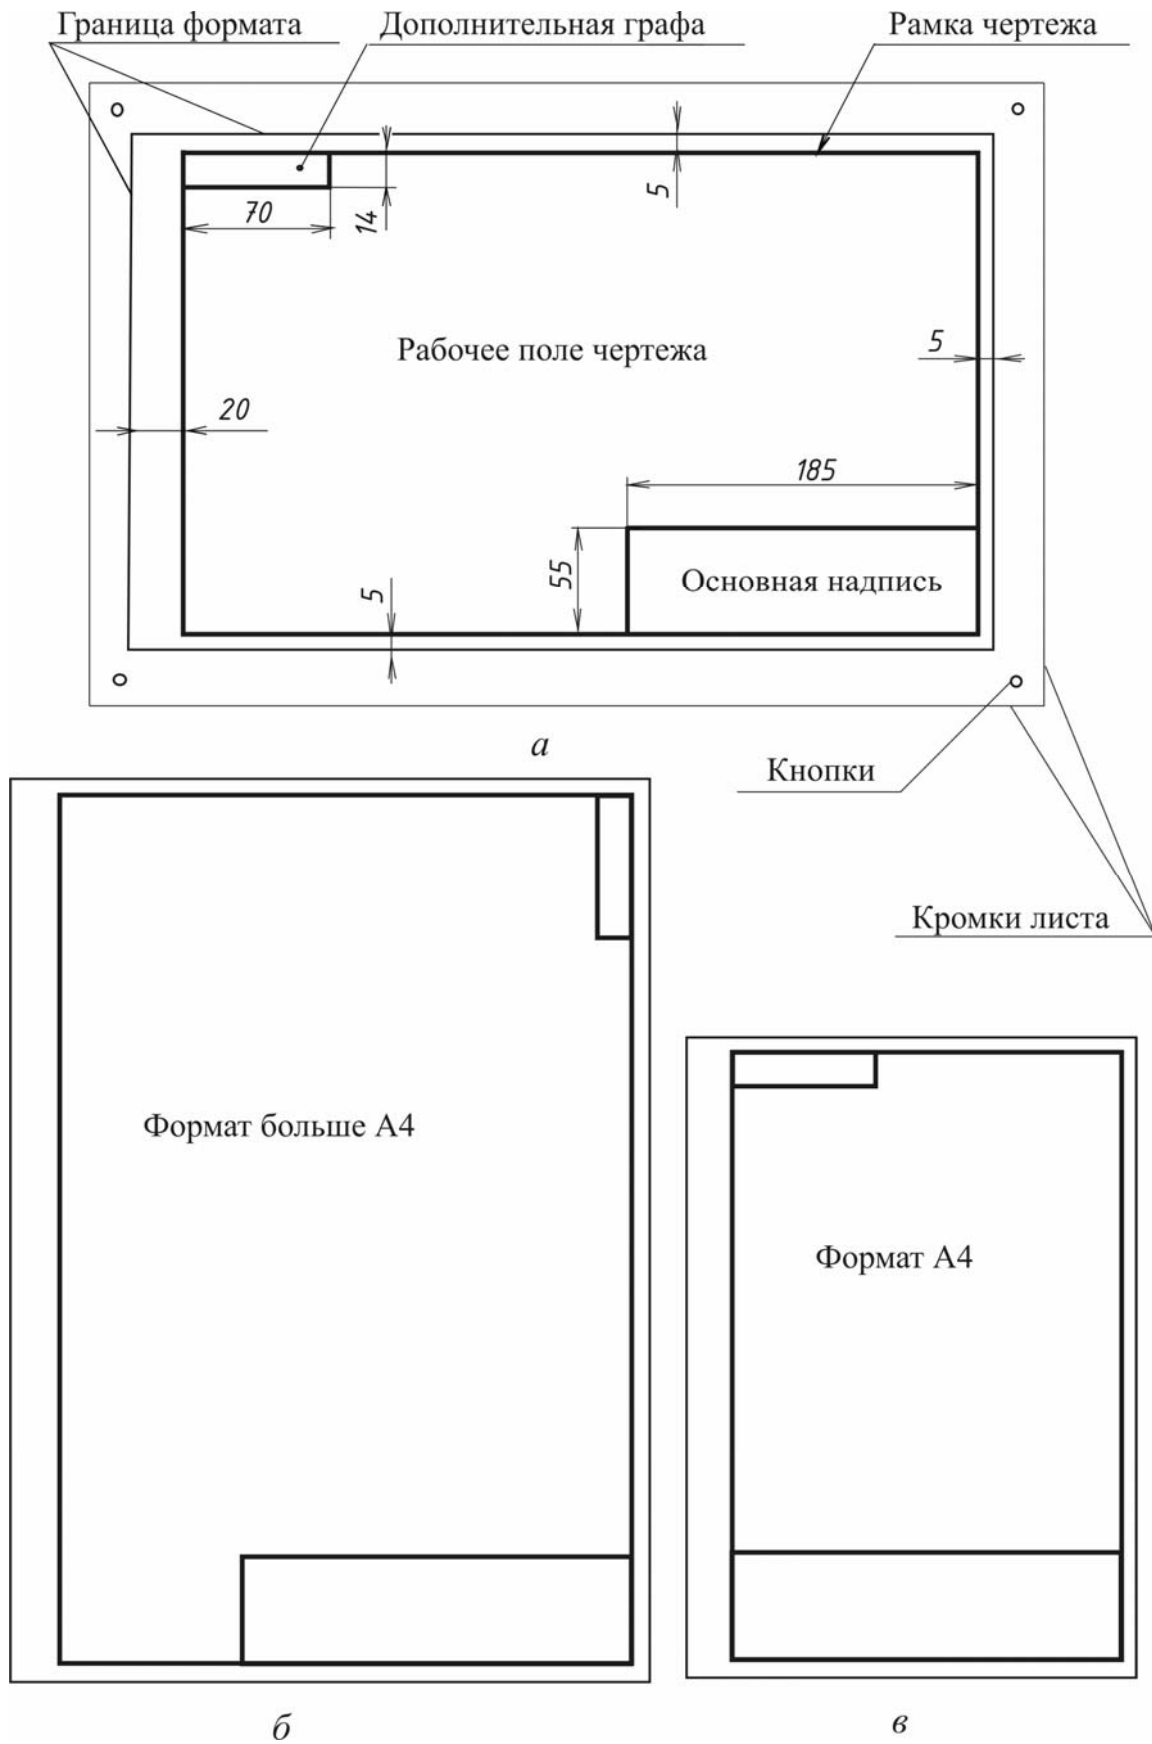 Граница формата
Дополнительная графа
Рамка чертежа
70
14
5
Рабочее поле чертежа
5
20
185
55
Основная надпись
5
а
Кнопки
Кромки листа
Формат больше А4
Формат А4
б
в